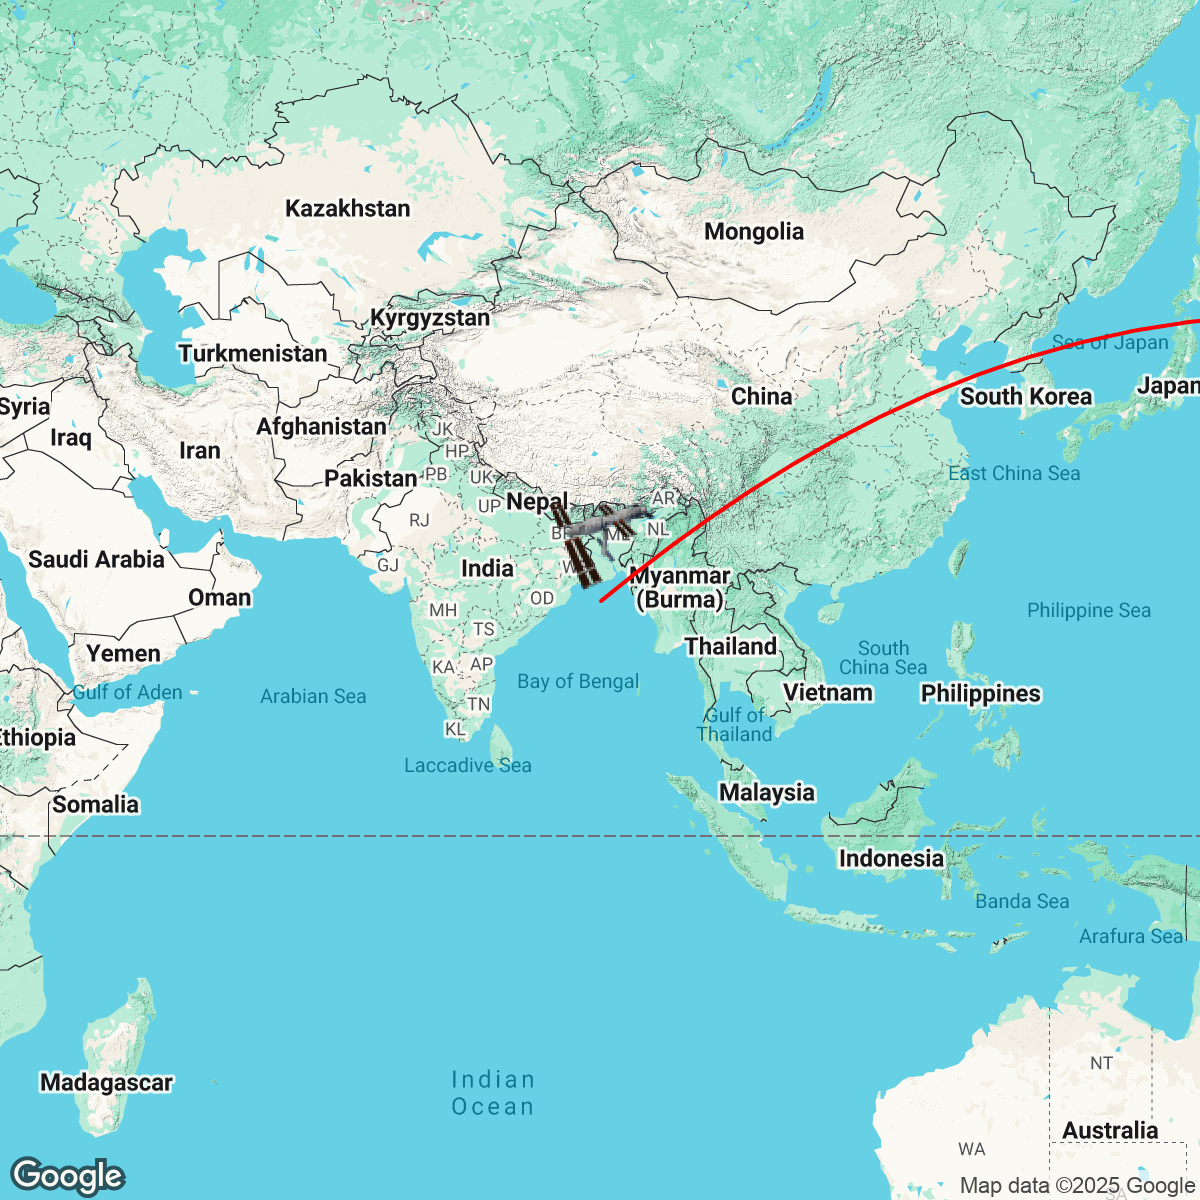 Kazakhstan
Mongolia
Kyrgyzstan
Sea of Japan
Turkmenistan
Japan
China
South Korea
Syria
Afghanistan
JK
Iraq
Iran
HP
East China Sea
Pakistan
PB
UK
Nepal
AR
UP
RJ
NL
Saudi Arabia
GJ
India
Myanmar
(Burma)
Oman
OD
MH
Philippine Sea
TS
Yemen
Thailand
South
China Sea
KA
AP
Bay of Bengal
Gulf of Aden
Arabian Sea
Vietnam
Philippines
TN
Gulf of
Thailand
KL
Ethiopia
Laccadive Sea
Malaysia
Somalia
Indonesia
Banda Sea
Arafura Sea
NT
Madagascar
Indian
Ocean
Australia
WA
Google
Map data ©2025 Google
SA